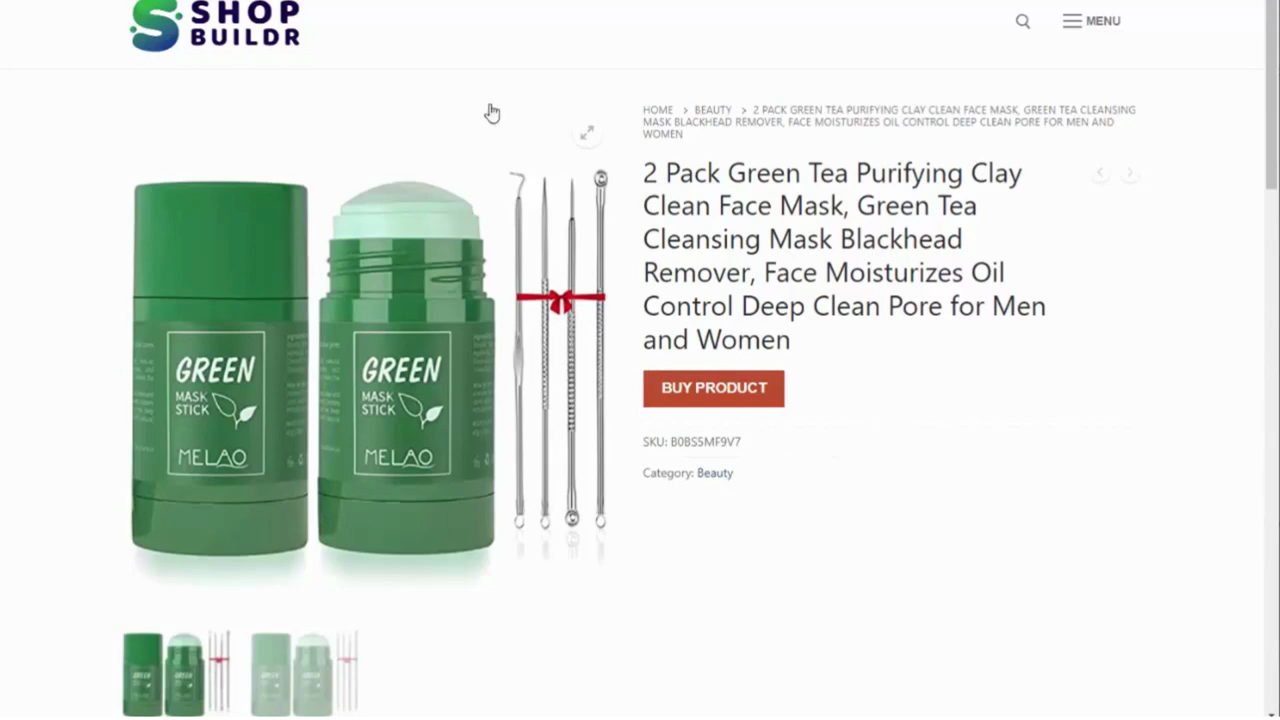 SHOP
BUILDR
MENU
HOME > BEAUTY > 2 PACK GREEN TEA PURIFYING CLAY CLEAN FACE MASK, GREEN TEA CLEANSING
MASK BLACKHEAD REMOVER, FACE MOISTURIZES OIL CONTROL DEEP CLEAN PORE FOR MEN AND
WOMEN
2 Pack Green Tea Purifying Clay
Clean Face Mask, Green Tea
Cleansing Mask Blackhead
Remover, Face Moisturizes Oil
Control Deep Clean Pore for Men
and Women
BUY PRODUCT
SKU: B0BS5MF9V7
Category: Beauty
GREEN
MASK
STICK
MELAO
GREEN
MASK
STICK
MELAO